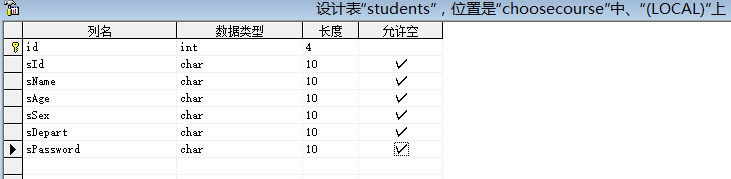 设计表“students”，位置是“choosecourse”中、“(LOCAL)”上
列名 数据类型 长度 允许空
id int 4
sId char 10
sName char 10
sAge char 10
sSex char 10
sDepart char 10
sPassword char 10